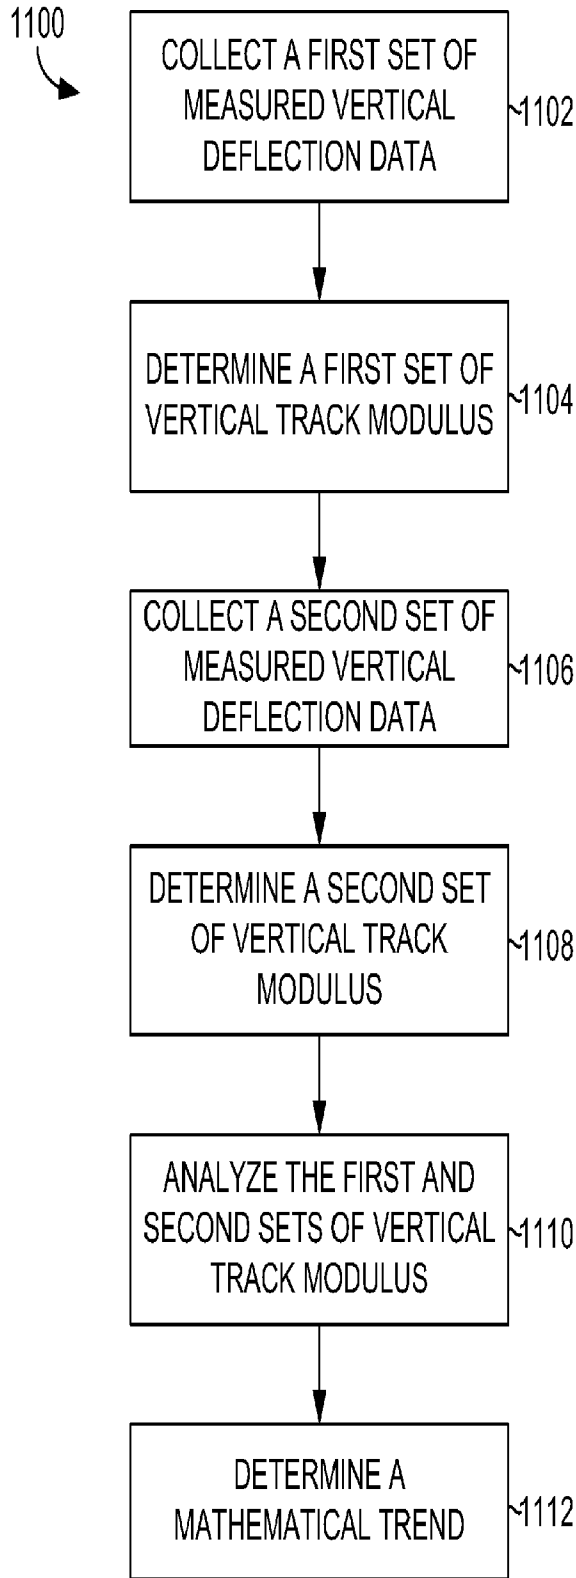 1100
COLLECT A FIRST SET OF
MEASURED VERTICAL
DEFLECTION DATA
1102
DETERMINE A FIRST SET OF
VERTICAL TRACK MODULUS
1104
COLLECT A SECOND SET OF
MEASURED VERTICAL
DEFLECTION DATA
1106
DETERMINE A SECOND SET
OF VERTICAL TRACK
MODULUS
1108
ANALYZE THE FIRST AND
SECOND SETS OF VERTICAL
TRACK MODULUS
1110
DETERMINE A
MATHEMATICAL TREND
1112